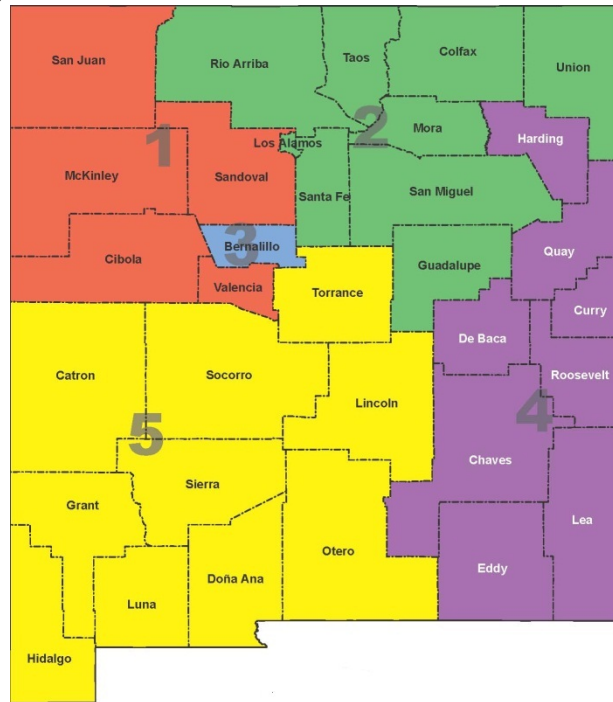 San Juan
Rio Arriba
Taos
Colfax
Union
1
2
Mora
Harding
Los Alamos
McKinley
Sandoval
Santa Fe
San Miguel
3
Bernalillo
Quay
Cibola
Guadalupe
Valencia
Torrance
Curry
De Baca
Catron
Socorro
Roosevelt
Lincoln
4
5
Chaves
Sierra
Grant
Lea
Otero
Doña Ana
Eddy
Luna
Hidalgo